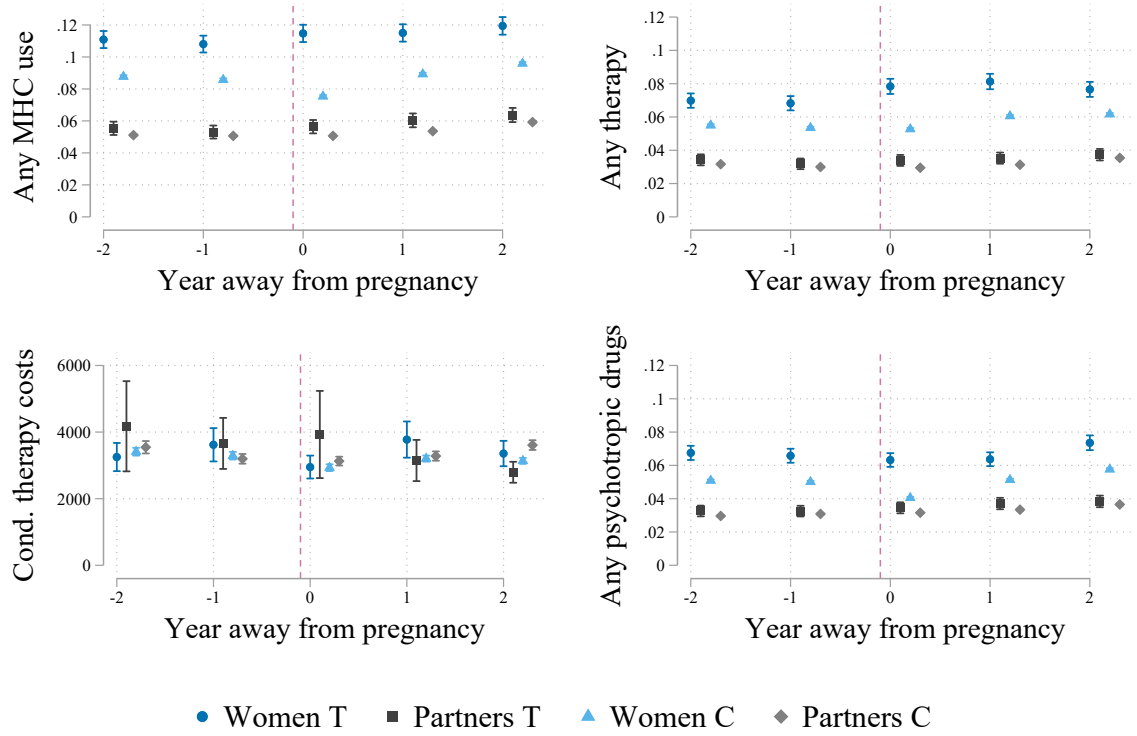 Any MHC use
.12
.1
.08
.06
.04
.02
0
-2 -1 0 1 2
Year away from pregnancy
Any therapy
.12
.1
.08
.06
.04
.02
0
-2 -1 0 1 2
Year away from pregnancy
Cond. therapy costs
6000
4000
2000
0
-2 -1 0 1 2
Year away from pregnancy
Any psychotropic drugs
.12
.1
.08
.06
.04
.02
0
-2 -1 0 1 2
Year away from pregnancy
Women T Partners T Women C Partners C